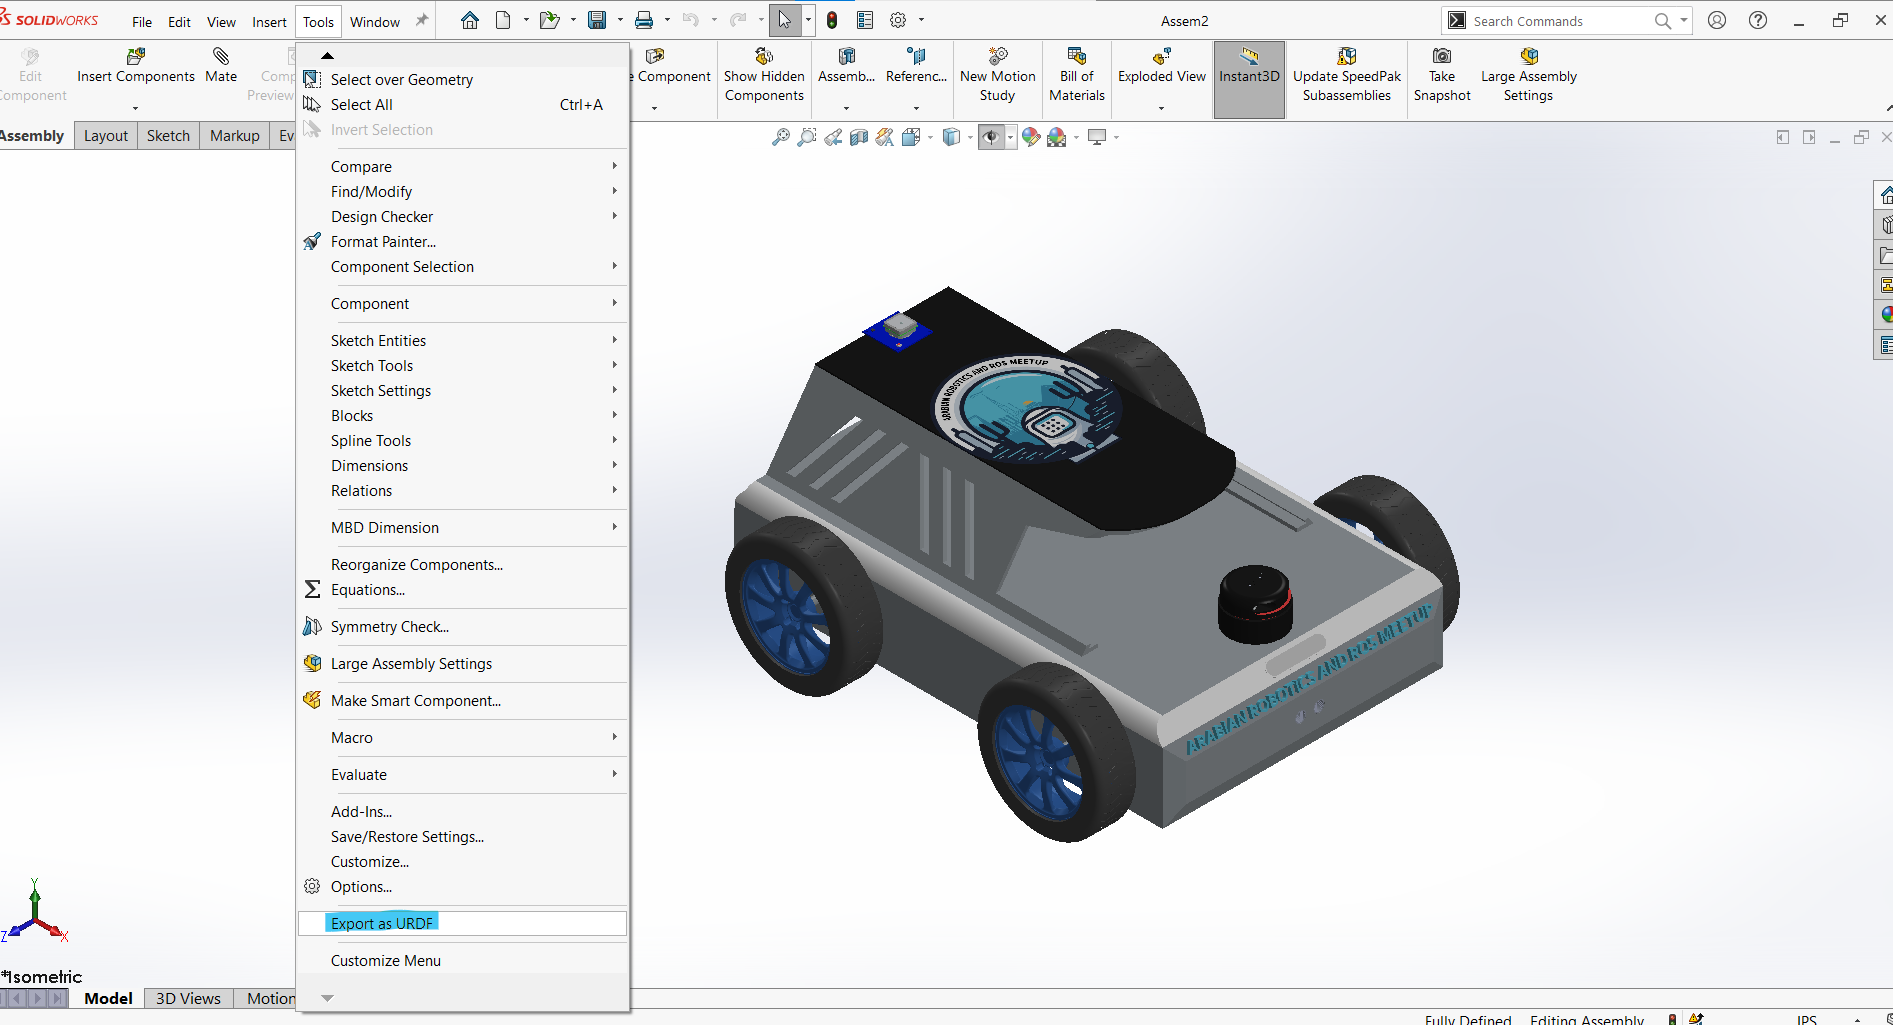 SOLIDWORKS
File Edit View Insert Tools Window
Assem2
Search Commands
Edit
Component
Insert Components
Mate
Comp
Preview
e Component
Show Hidden
Components
Assemb...
Referenc...
New Motion
Study
Bill of
Materials
Exploded View
Instant3D
Update SpeedPak
Subassemblies
Take
Snapshot
Large Assembly
Settings
Assembly Layout Sketch Markup Ev
Select over Geometry
Select All Ctrl+A
Invert Selection
Compare
Find/Modify
Design Checker
Format Painter...
Component Selection
Component
Sketch Entities
Sketch Tools
Sketch Settings
Blocks
Spline Tools
Dimensions
Relations
MBD Dimension
Reorganize Components...
Equations...
Symmetry Check...
Large Assembly Settings
Make Smart Component...
Macro
Evaluate
Add-Ins...
Save/Restore Settings...
Customize...
Options...
Export as URDF
Customize Menu
ARABIAN ROBOTICS AND ROS MEETUP
ARABIAN ROBOTICS AND ROS MEETUP
Y
Z
X
*Isometric
Model 3D Views Motion
Fully Defined Editing Assembly IPS